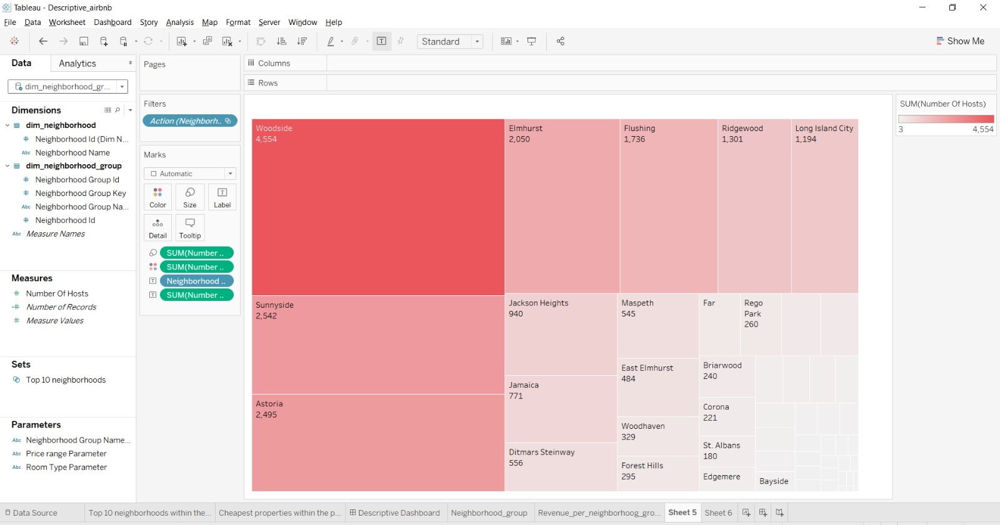 Tableau - Descriptive_airbnb
File Data Worksheet Dashboard Story Analysis Map Format Server Window Help
Standard
Show Me
Data Analytics
dim_neighborhood_gr...
Dimensions
dim_neighborhood
# Neighborhood Id (Dim N...
Abc Neighborhood Name
dim_neighborhood_group
# Neighborhood Group Id
# Neighborhood Group Key
Abc Neighborhood Group Na...
# Neighborhood Id
Abc Measure Names
Measures
# Number Of Hosts
=# Number of Records
# Measure Values
Sets
Top 10 neighborhoods
Parameters
Abc Neighborhood Group Name...
Abc Price range Parameter
Abc Room Type Parameter
Pages
Filters
Action (Neighborh..
Marks
Automatic
Color Size T Label
Detail Tooltip
SUM(Number ..
SUM(Number ..
T Neighborhood ..
T SUM(Number ..
Columns
Rows
Woodside
4,554
Sunnyside
2,542
Astoria
2,495
Elmhurst
2,050
Flushing
1,736
Ridgewood
1,301
Long Island City
1,194
Jackson Heights
940
Jamaica
771
Ditmars Steinway
556
Maspeth
545
East Elmhurst
484
Woodhaven
329
Forest Hills
295
Far
Rego
Park
260
Briarwood
240
Corona
221
St. Albans
180
Edgemere
Bayside
SUM(Number Of Hosts)
3 4,554
Data Source Top 10 neighborhoods within the... Cheapest properties within the p... Descriptive Dashboard Neighborhood_group Revenue_per_neighborhoog_gro... Sheet 5 Sheet 6